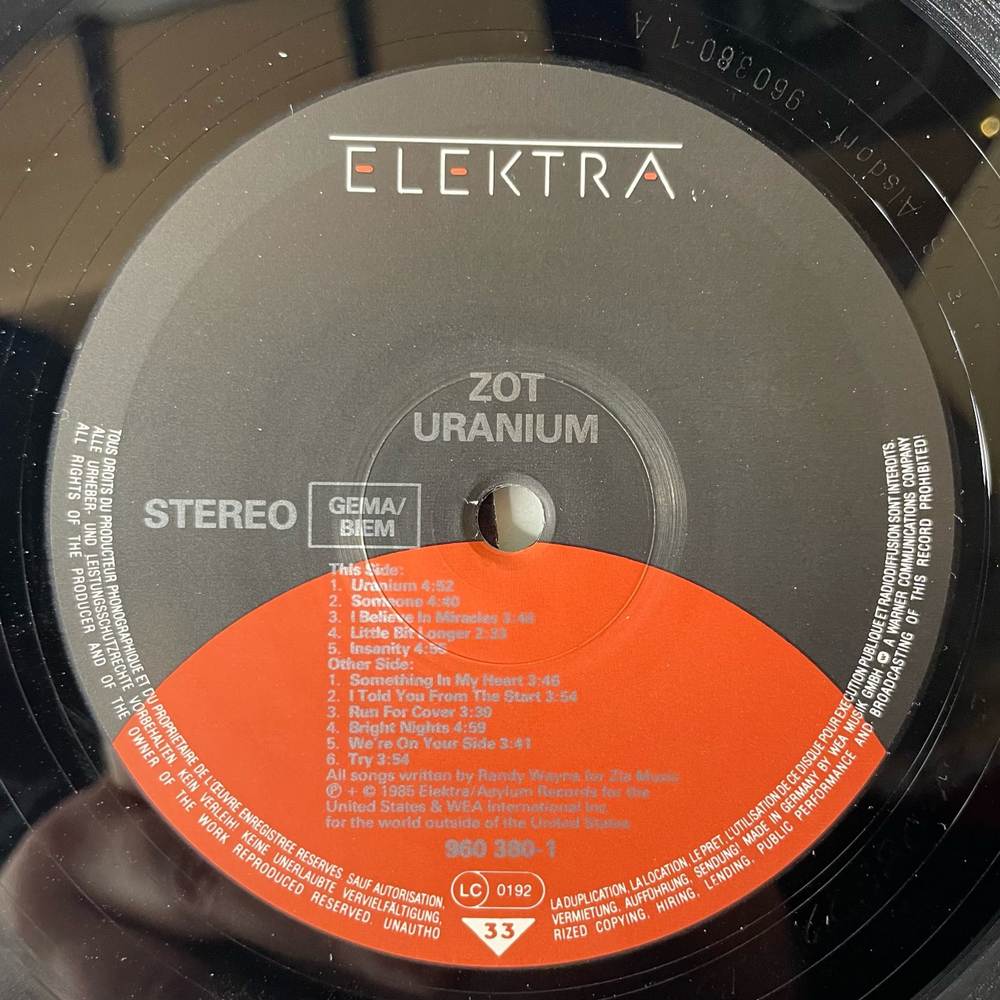 960380-1 A
Alsdorf
ELEKTRA
ZOT
URANIUM
STEREO
GEMA/
BIEM
This Side:
1. Uranium 4:52
2. Someone 4:40
3. I Believe In Miracles 3:48
4. Little Bit Longer 2:33
5. Insanity 4:56
Other Side:
1. Something In My Heart 3:46
2. I Told You From The Start 3:54
3. Run For Cover 3:39
4. Bright Nights 4:59
5. We're On Your Side 3:41
6. Try 3:54
All songs written by Randy Wayne for Zia Music
℗ + © 1985 Elektra/Asylum Records for the
United States & WEA International Inc.
for the world outside of the United States
960 380-1
LC 0192
33
TOUS DROITS DU PRODUCTEUR PHONOGRAPHIQUE ET DU PROPRIETAIRE DE L'ŒUVRE ENREGISTREE RESERVES SAUF AUTORISATION, LA DUPLICATION, LA LOCATION, LE PRET, L'UTILISATION DE CE DISQUE POUR EXECUTION PUBLIQUE ET RADIODIFFUSION SONT INTERDITS.
ALLE URHEBER- UND LEISTUNGSSCHUTZRECHTE VORBEHALTEN KEIN VERLEIH! KEINE UNERLAUBTE VERVIELFÄLTIGUNG, VERMIETUNG, AUFFÜHRUNG, SENDUNG! MADE IN GERMANY BY WEA MUSIK GMBH A WARNER COMMUNICATIONS COMPANY
ALL RIGHTS OF THE PRODUCER AND OF THE OWNER OF THE WORK REPRODUCED RESERVED. UNAUTHORIZED COPYING, HIRING, LENDING, PUBLIC PERFORMANCE AND BROADCASTING OF THIS RECORD PROHIBITED!